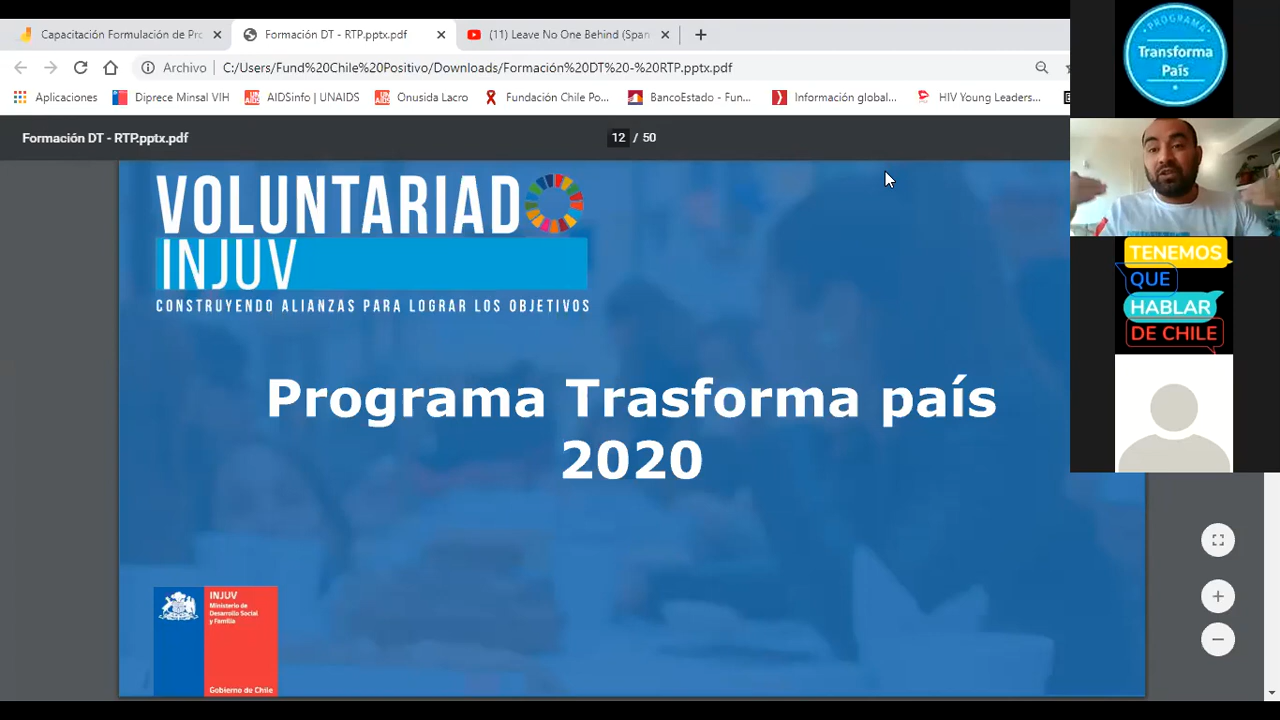 Capacitación Formulación de Pro
Formación DT - RTP.pptx.pdf
(11) Leave No One Behind (Span
Archivo
C:/Users/Fund%20Chile%20Positivo/Downloads/Formación%20DT%20-%20RTP.pptx.pdf
Aplicaciones
Diprece Minsal VIH
AIDSinfo | UNAIDS
Onusida Lacro
Fundación Chile Po...
BancoEstado - Fun...
Información global...
HIV Young Leaders...
Formación DT - RTP.pptx.pdf
12 / 50
VOLUNTARIADO
INJUV
CONSTRUYENDO ALIANZAS PARA LOGRAR LOS OBJETIVOS
Programa Trasforma país
2020
INJUV
Ministerio de
Desarrollo Social
y Familia
Gobierno de Chile
PROGRAMA
Transforma
País
TENEMOS
QUE
HABLAR
DE CHILE